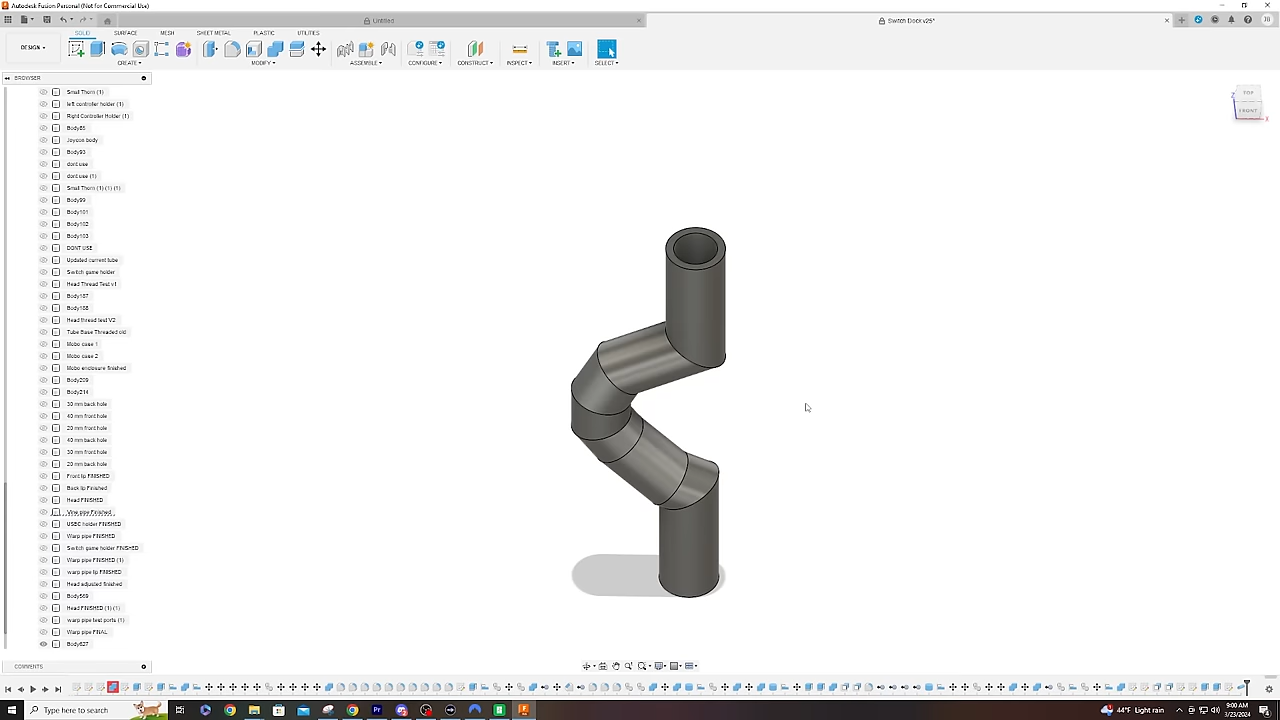 Autodesk Fusion Personal (Not for Commercial Use)
Untitled
Switch Dock v25*
SOLID SURFACE MESH SHEET METAL PLASTIC UTILITIES
DESIGN
CREATE MODIFY ASSEMBLE CONFIGURE CONSTRUCT INSPECT INSERT SELECT
BROWSER
TOP
FRONT
Z
X
Small Thorn (1)
left controller holder (1)
Right Controller Holder (1)
Body85
Joycon body
Body93
dont use
dont use (1)
Small Thorn (1) (1) (1)
Body99
Body101
Body102
Body103
DONT USE
Updated current tube
Switch game holder
Head Thread Test v1
Body187
Body188
Head thread test V2
Tube Base Threaded old
Mobo case 1
Mobo case 2
Mobo enclosure finished
Body209
Body214
30 mm back hole
40 mm front hole
20 mm front hole
40 mm back hole
30 mm front hole
20 mm back hole
Front lip FINISHED
Back lip Finished
Head FINISHED
Vine pipe Finished
USBC holder FINISHED
Warp pipe FINISHED
Switch game holder FINISHED
Warp pipe FINISHED (1)
warp pipe lip FINISHED
Head adjusted finished
Body569
Head FINISHED (1) (1)
warp pipe test ports (1)
Warp pipe FINAL
Body627
COMMENTS
Type here to search
44°F Light rain
9:00 AM
3/23/2024